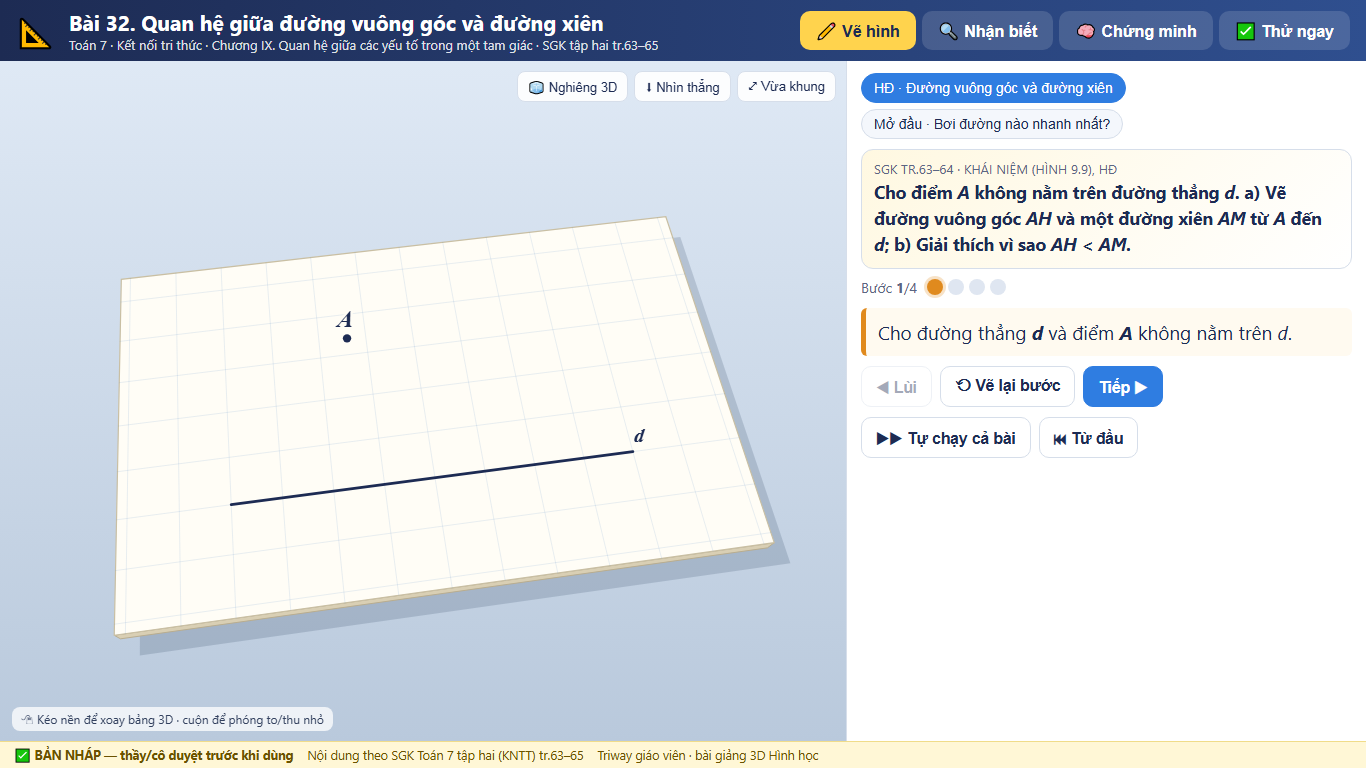 Bài 32. Quan hệ giữa đường vuông góc và đường xiên
Toán 7 · Kết nối tri thức · Chương IX. Quan hệ giữa các yếu tố trong một tam giác · SGK tập hai tr.63–65
Vẽ hình
Nhận biết
Chứng minh
Thử ngay
Nghiêng 3D
⬇ Nhìn thẳng
⤢ Vừa khung
A
d
Kéo nền để xoay bảng 3D · cuộn để phóng to/thu nhỏ
HĐ · Đường vuông góc và đường xiên
Mở đầu · Bơi đường nào nhanh nhất?
SGK TR.63–64 · KHÁI NIỆM (HÌNH 9.9), HĐ
Cho điểm A không nằm trên đường thẳng d. a) Vẽ
đường vuông góc AH và một đường xiên AM từ A đến
d; b) Giải thích vì sao AH < AM.
Bước 1/4
Cho đường thẳng d và điểm A không nằm trên d.
◀ Lùi
⟲ Vẽ lại bước
Tiếp ▶
▶▶ Tự chạy cả bài
⏮ Từ đầu
✅ BẢN NHÁP — thầy/cô duyệt trước khi dùng
Nội dung theo SGK Toán 7 tập hai (KNTT) tr.63–65
Triway giáo viên · bài giảng 3D Hình học